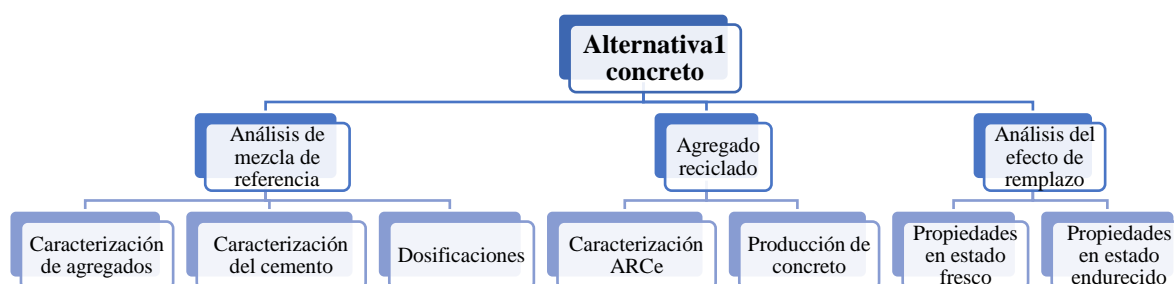 Alternativa1
concreto
Análisis de
mezcla de
referencia
Agregado
reciclado
Análisis del
efecto de
remplazo
Caracterización
de agregados
Caracterización
del cemento
Dosificaciones
Caracterización
ARCe
Producción de
concreto
Propiedades
en estado
fresco
Propiedades
en estado
endurecido